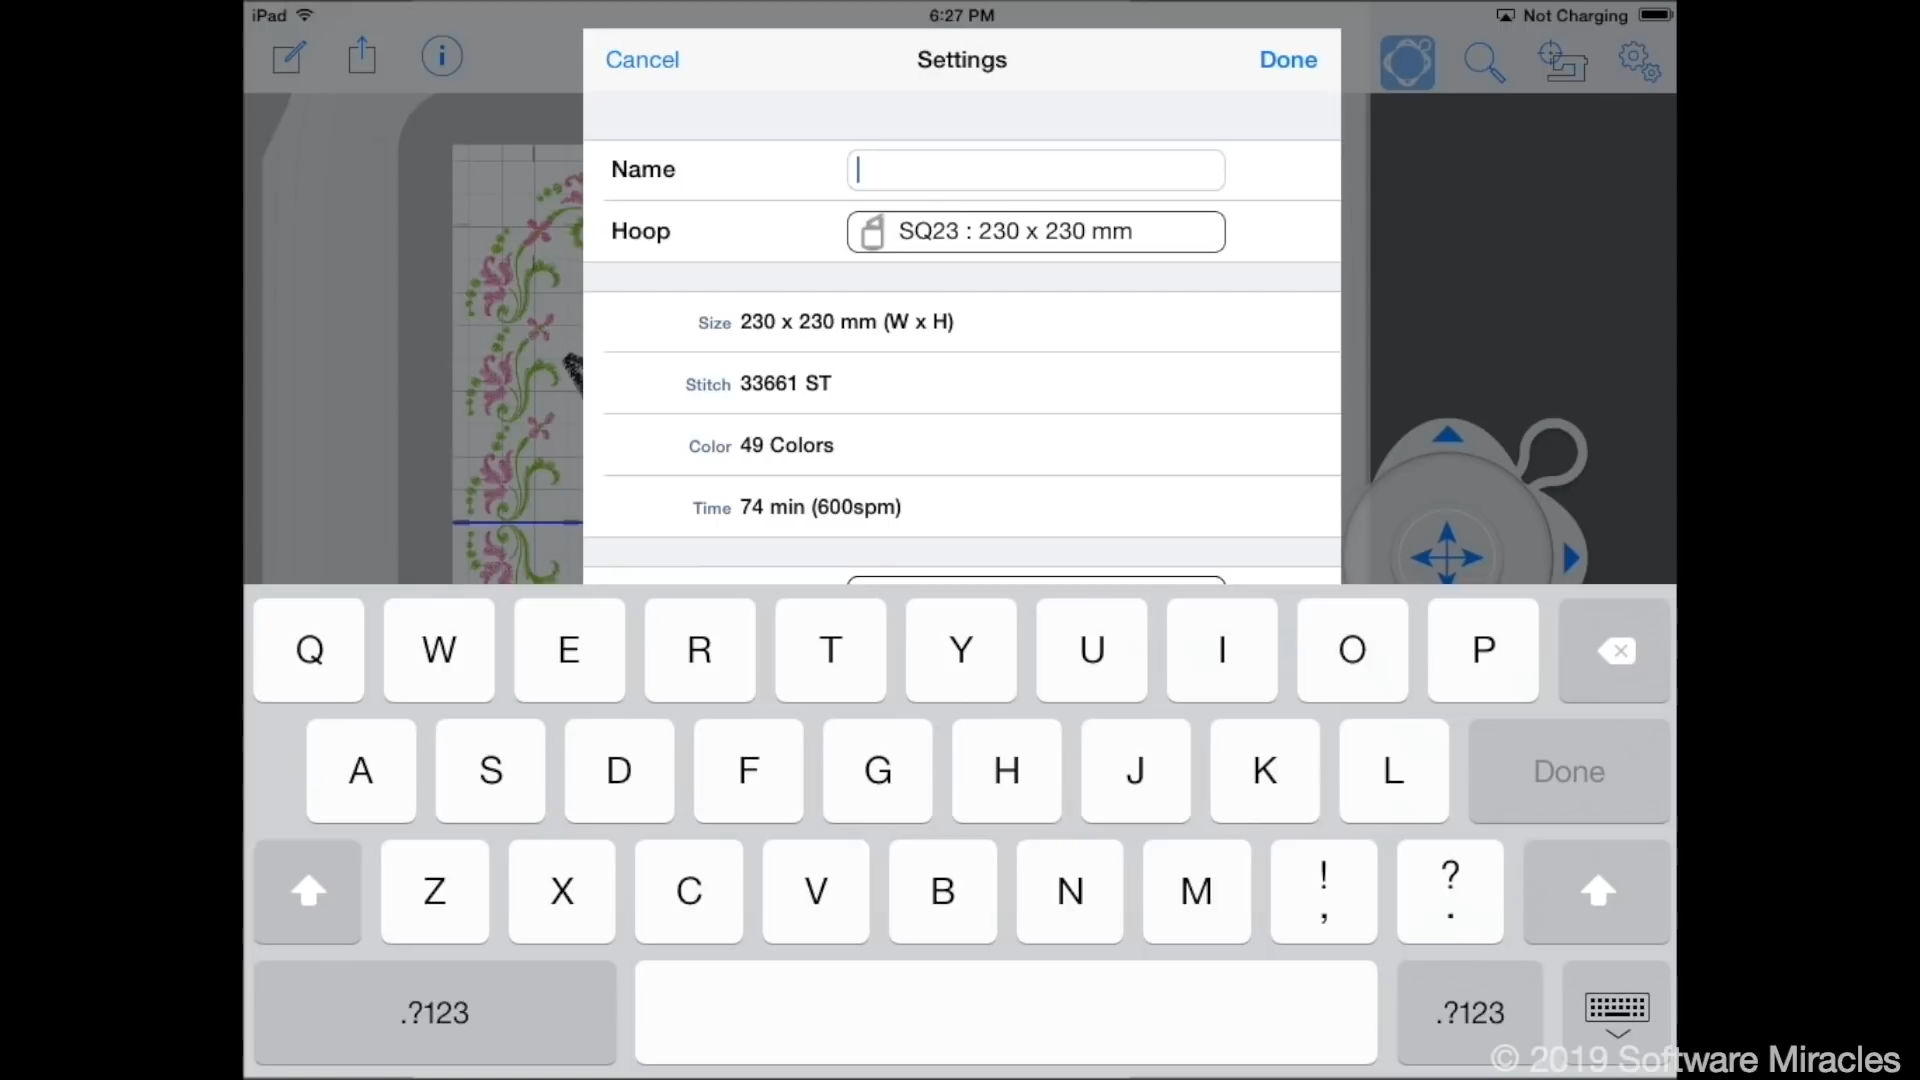 iPad
6:27 PM
Not Charging
Cancel
Settings
Done
Name
Hoop
SQ23 : 230 x 230 mm
Size 230 x 230 mm (W x H)
Stitch 33661 ST
Color 49 Colors
Time 74 min (600spm)
Q W E R T Y U I O P
A S D F G H J K L Done
Z X C V B N M ! , ? .
.?123 .?123
© 2019 Software Miracles